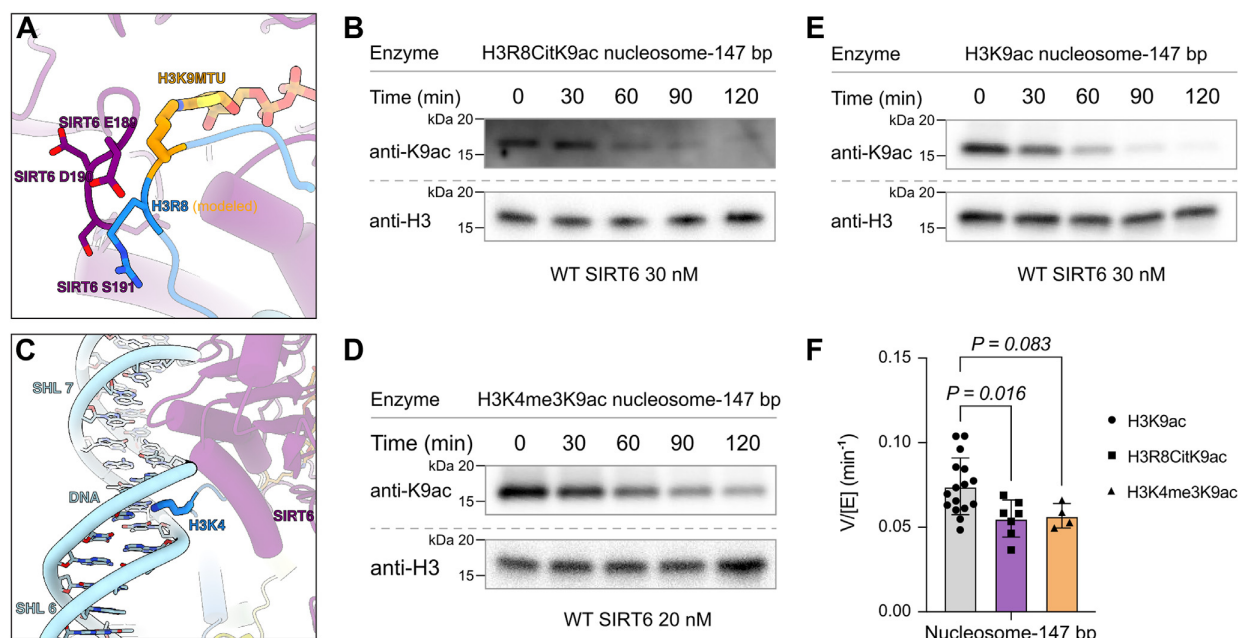 A
H3K9MTU
SIRT6 E189
SIRT6 D190
H3R8 (modeled)
SIRT6 S191
B
Enzyme H3R8CitK9ac nucleosome-147 bp
Time (min) 0 30 60 90 120
kDa 20
anti-K9ac 15
kDa 20
anti-H3 15
WT SIRT6 30 nM
E
Enzyme H3K9ac nucleosome-147 bp
Time (min) 0 30 60 90 120
kDa 20
anti-K9ac 15
kDa 20
anti-H3 15
WT SIRT6 30 nM
C
SHL 7
DNA
H3K4
SIRT6
SHL 6
D
Enzyme H3K4me3K9ac nucleosome-147 bp
Time (min) 0 30 60 90 120
kDa 20
anti-K9ac 15
kDa 20
anti-H3 15
WT SIRT6 20 nM
F
V/[E] (min⁻¹)
0.15
0.10
0.05
0.00
P = 0.083
P = 0.016
H3K9ac
H3R8CitK9ac
H3K4me3K9ac
Nucleosome-147 bp